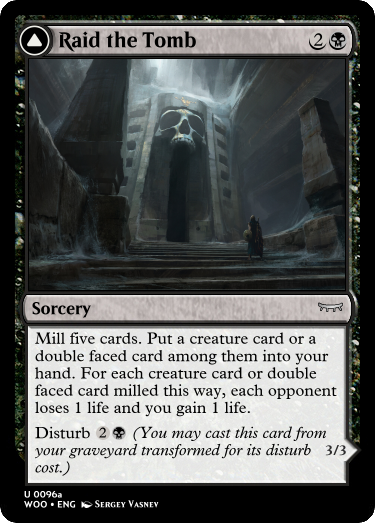 Raid the Tomb 2
Sorcery
Mill five cards. Put a creature card or a
double faced card among them into your
hand. For each creature card or double
faced card milled this way, each opponent
loses 1 life and you gain 1 life.
Disturb 2 (You may cast this card from
your graveyard transformed for its disturb
cost.)
3/3
U 0096a
WOO • ENG Sergey Vasnev